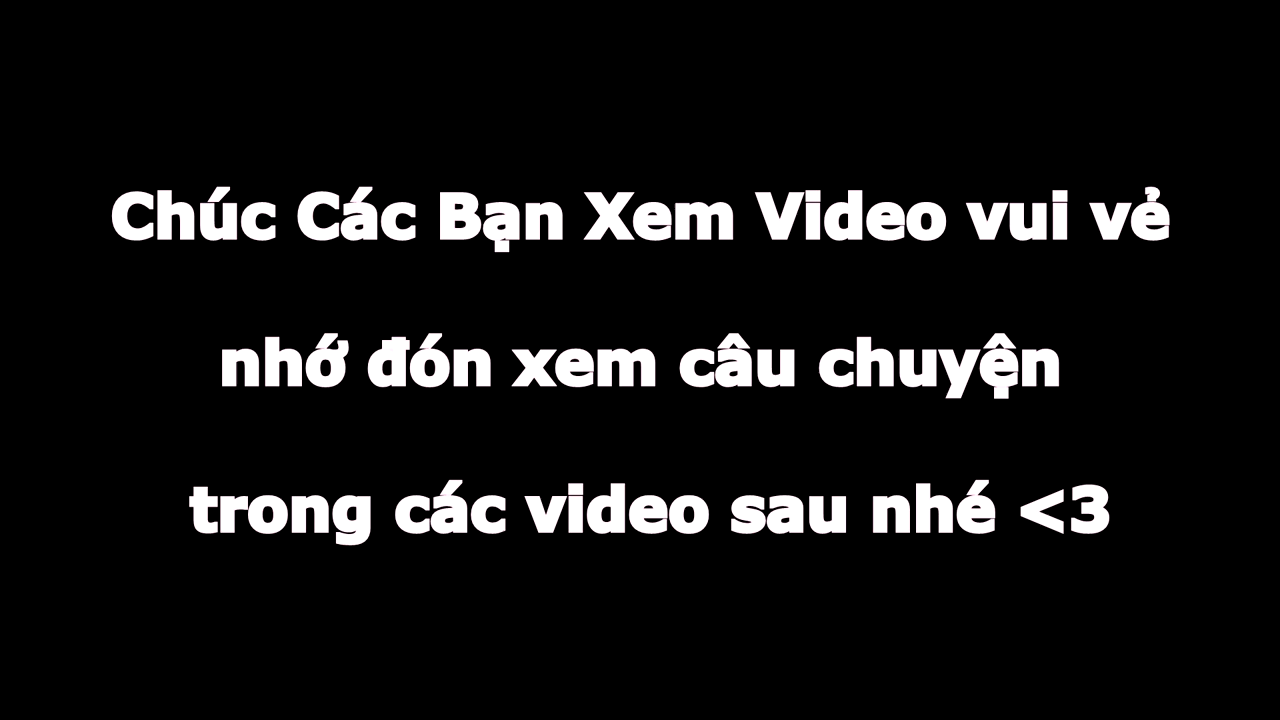 Chúc Các Bạn Xem Video vui vẻ
nhớ đón xem câu chuyện
trong các video sau nhé <3